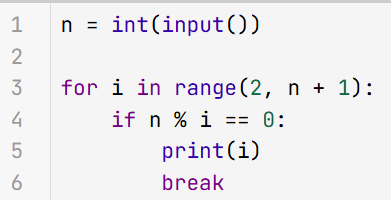 1 n = int(input())
2
3 for i in range(2, n + 1):
4     if n % i == 0:
5         print(i)
6         break